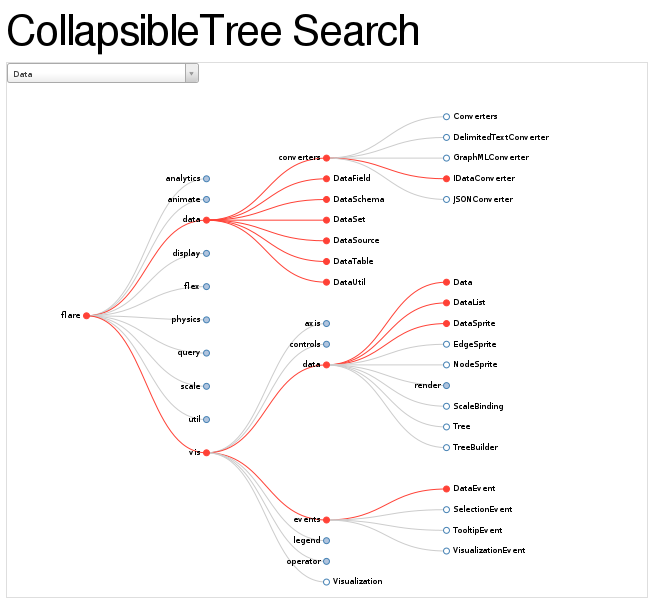 CollapsibleTree Search
Data
flare
analytics
animate
data
display
flex
physics
query
scale
util
vis
converters
DataField
DataSchema
DataSet
DataSource
DataTable
DataUtil
axis
controls
data
events
legend
operator
Visualization
Converters
DelimitedTextConverter
GraphMLConverter
IDataConverter
JSONConverter
Data
DataList
DataSprite
EdgeSprite
NodeSprite
render
ScaleBinding
Tree
TreeBuilder
DataEvent
SelectionEvent
TooltipEvent
VisualizationEvent